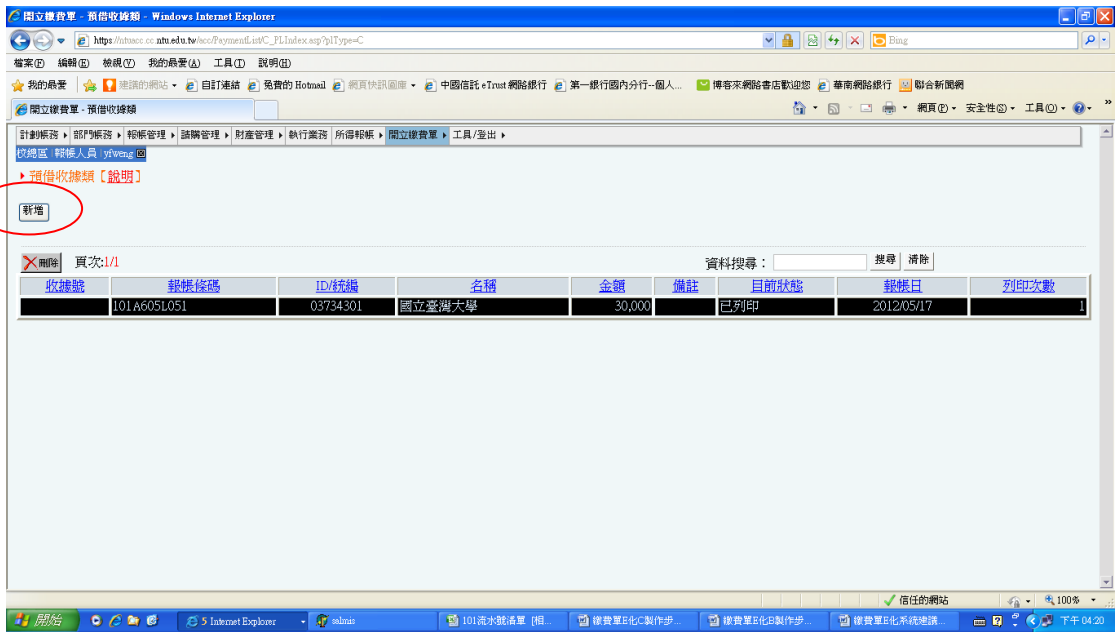 開立繳費單 - 預借收據類 - Windows Internet Explorer
https://ntuacc.cc.ntu.edu.tw/acc/PaymentList/C_PLIndex.asp?plType=C
Bing
檔案(F) 編輯(E) 檢視(V) 我的最愛(A) 工具(T) 說明(H)
我的最愛 建議的網站 自訂連結 免費的 Hotmail 網頁快訊圖庫 中國信託 eTrust 網路銀行 第一銀行國內分行--個人... 博客來網路書店歡迎您 華南網路銀行 聯合新聞網
開立繳費單 - 預借收據類 網頁(P) 安全性(S) 工具(O) »
計劃帳務 部門帳務 報帳管理 請購管理 財產管理 執行業務 所得報帳 開立繳費單 工具/登出
校總區 | 報帳人員 | yfweng
預借收據類 [ 說明 ]
新增
刪除 頁次:1/1 資料搜尋: 搜尋 清除
收據號 報帳條碼 ID/統編 名稱 金額 備註 目前狀態 報帳日 列印次數
101A605L051 03734301 國立臺灣大學 30,000 已列印 2012/05/17 1
信任的網站 100%
開始 5 Internet Explorer salmis 101流水號清單 [相... 繳費單E化C製作步... 繳費單E化B製作步... 繳費單E化系統建議... 下午 04:20